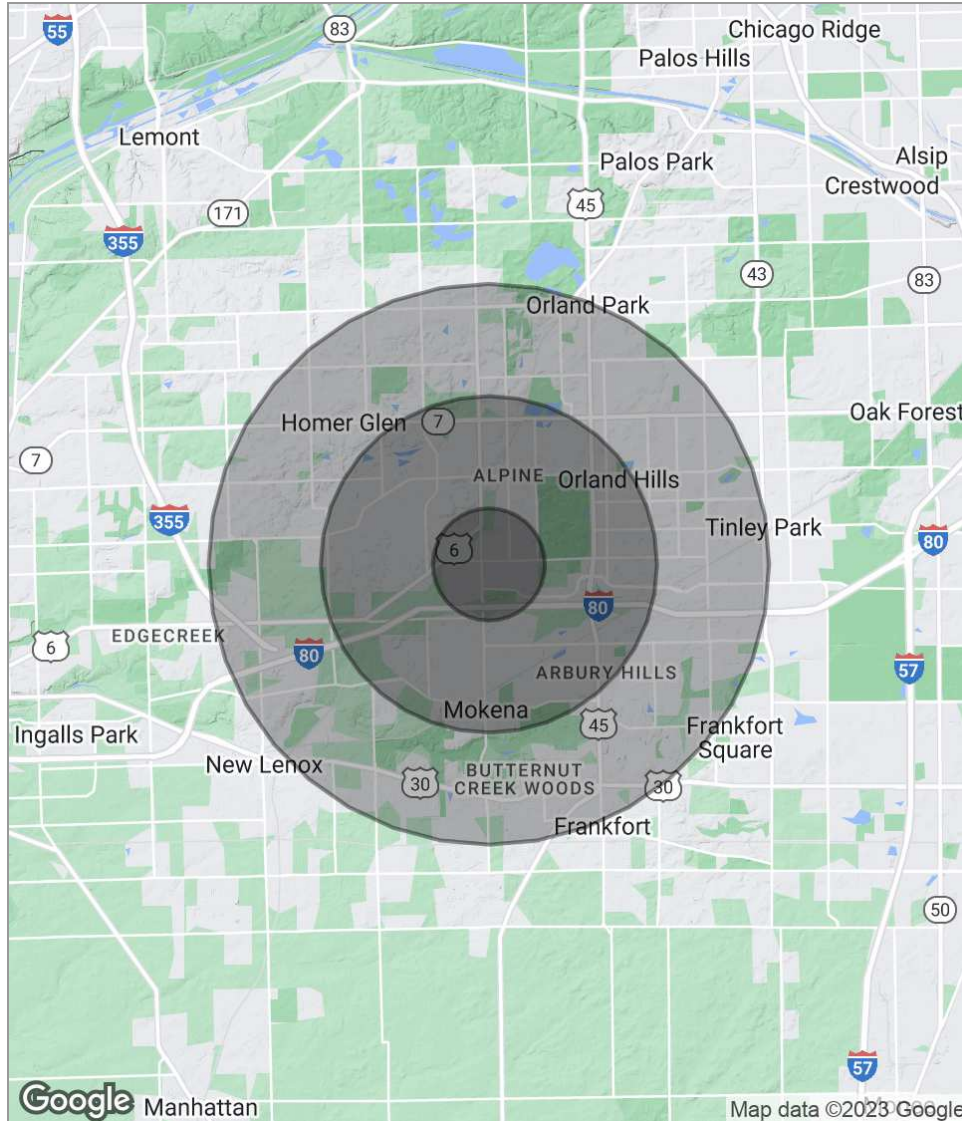 55
83
Chicago Ridge
Palos Hills
Lemont
Palos Park
Alsip
Crestwood
171
45
355
43
83
Orland Park
Homer Glen
7
Oak Forest
7
ALPINE
Orland Hills
355
Tinley Park
80
6
80
EDGECREEK
6
80
57
ARBURY HILLS
Mokena
45
Ingalls Park
Frankfort
Square
New Lenox
30
BUTTERNUT
CREEK WOODS
30
Frankfort
50
57
Google
Manhattan
Map data ©2023 Google